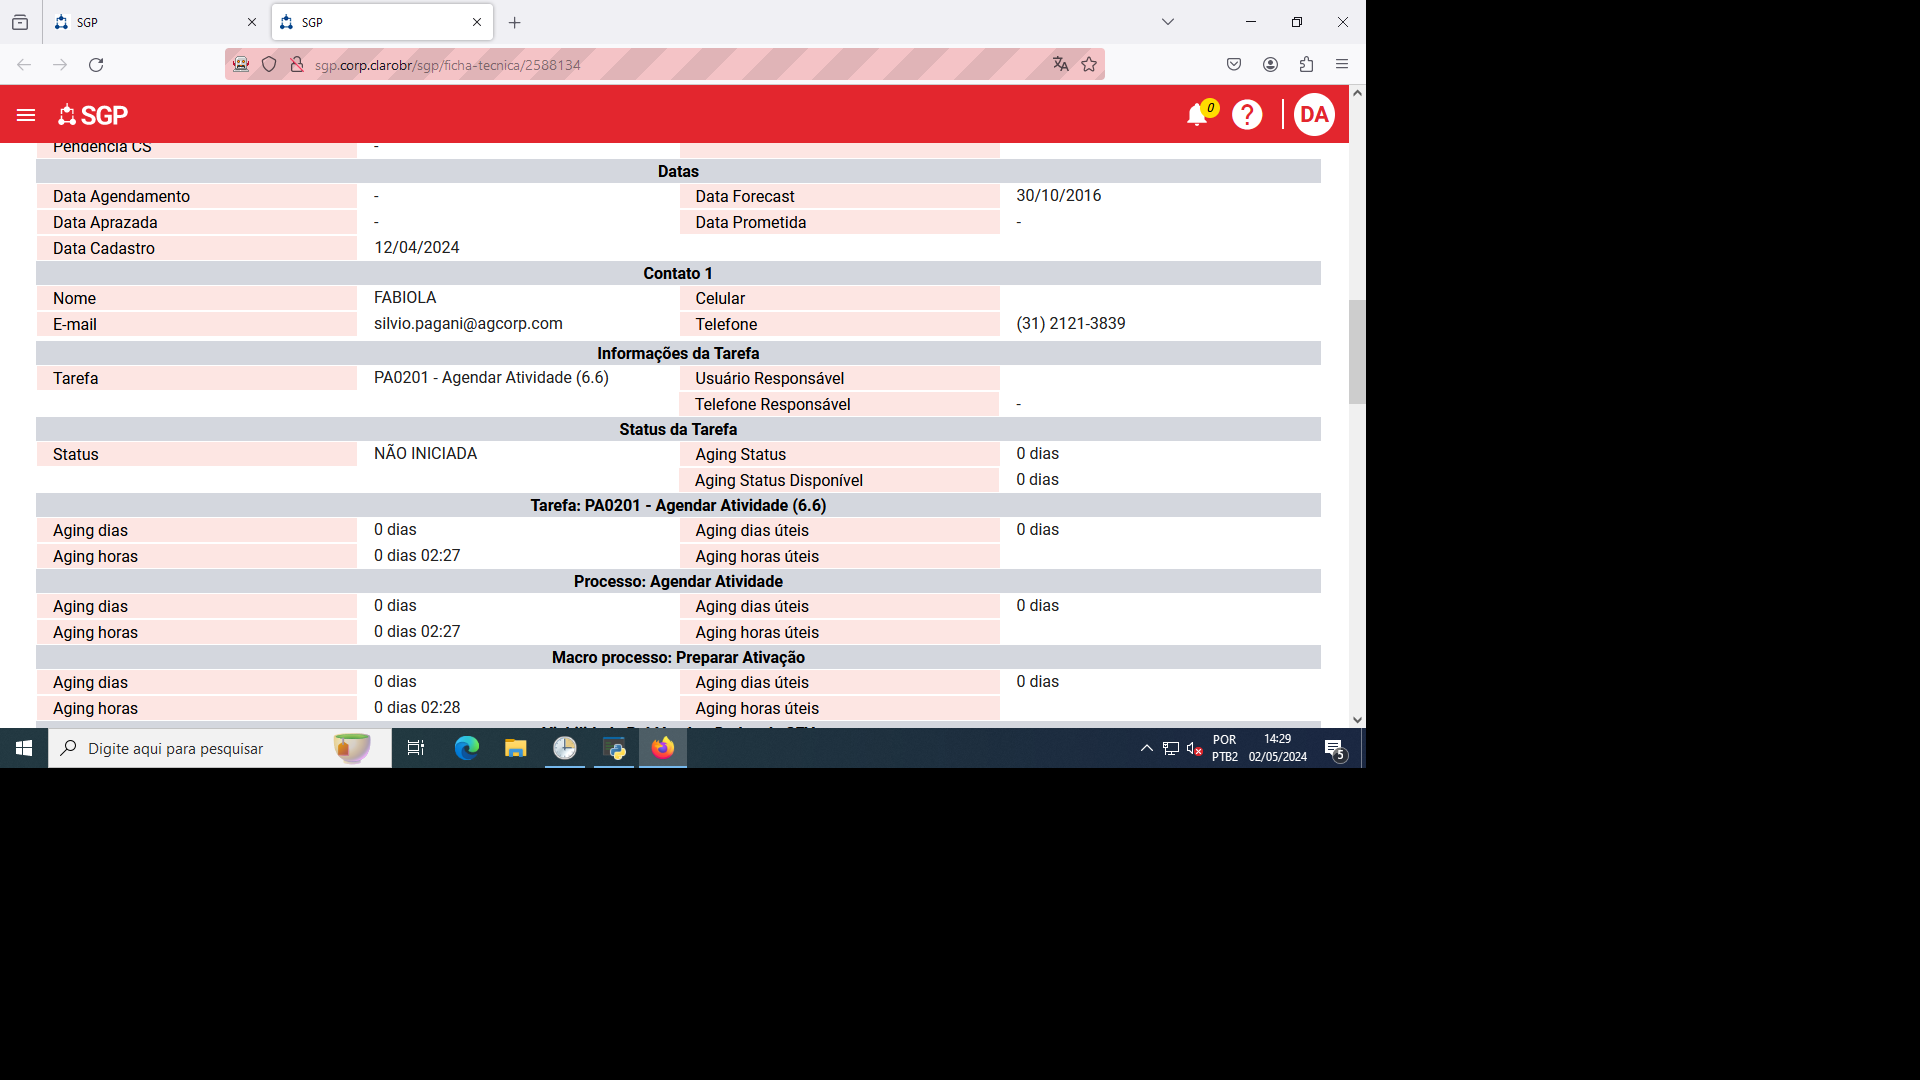 SGP
SGP
sgp.corp.clarobr/sgp/ficha-tecnica/2588134
SGP
0
?
DA
Pendência CS -
Datas
Data Agendamento - Data Forecast 30/10/2016
Data Aprazada - Data Prometida -
Data Cadastro 12/04/2024
Contato 1
Nome FABIOLA Celular
E-mail silvio.pagani@agcorp.com Telefone (31) 2121-3839
Informações da Tarefa
Tarefa PA0201 - Agendar Atividade (6.6) Usuário Responsável
Telefone Responsável -
Status da Tarefa
Status NÃO INICIADA Aging Status 0 dias
Aging Status Disponível 0 dias
Tarefa: PA0201 - Agendar Atividade (6.6)
Aging dias 0 dias Aging dias úteis 0 dias
Aging horas 0 dias 02:27 Aging horas úteis
Processo: Agendar Atividade
Aging dias 0 dias Aging dias úteis 0 dias
Aging horas 0 dias 02:27 Aging horas úteis
Macro processo: Preparar Ativação
Aging dias 0 dias Aging dias úteis 0 dias
Aging horas 0 dias 02:28 Aging horas úteis
Digite aqui para pesquisar
POR 14:29
PTB2 02/05/2024
5